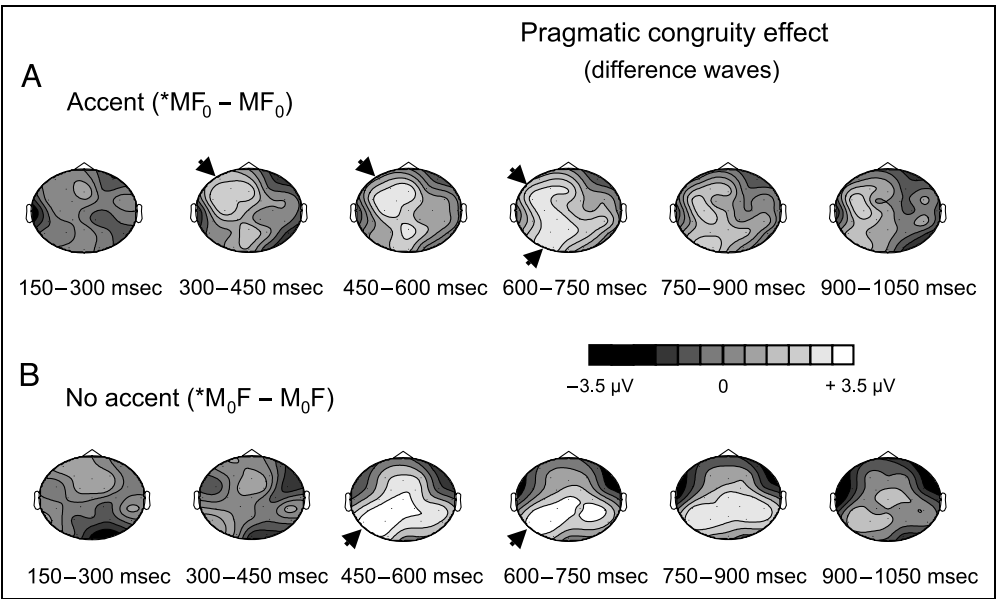 Pragmatic congruity effect
(difference waves)
A
Accent (*MF₀ – MF₀)
150–300 msec 300–450 msec 450–600 msec 600–750 msec 750–900 msec 900–1050 msec
–3.5 µV 0 + 3.5 µV
B
No accent (*M₀F – M₀F)
150–300 msec 300–450 msec 450–600 msec 600–750 msec 750–900 msec 900–1050 msec